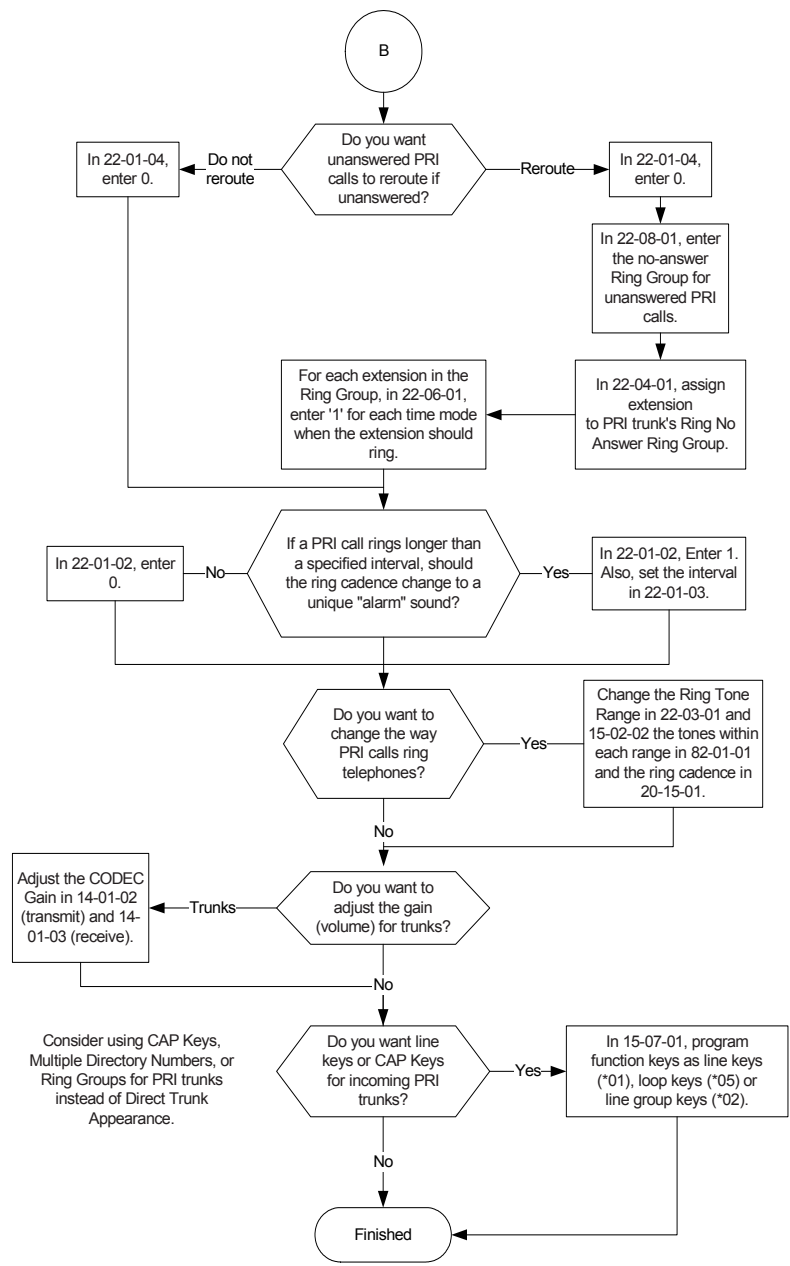 B
Do you want
unanswered PRI
calls to reroute if
unanswered?
Do not
reroute
In 22-01-04,
enter 0.
Reroute
In 22-01-04,
enter 0.
In 22-08-01, enter
the no-answer
Ring Group for
unanswered PRI
calls.
In 22-04-01, assign
extension
to PRI trunk's Ring No
Answer Ring Group.
For each extension in the
Ring Group, in 22-06-01,
enter '1' for each time mode
when the extension should
ring.
If a PRI call rings longer than
a specified interval, should
the ring cadence change to a
unique "alarm" sound?
No
In 22-01-02, enter
0.
Yes
In 22-01-02, Enter 1.
Also, set the interval
in 22-01-03.
Do you want to
change the way
PRI calls ring
telephones?
Yes
Change the Ring Tone
Range in 22-03-01 and
15-02-02 the tones within
each range in 82-01-01
and the ring cadence in
20-15-01.
No
Do you want to
adjust the gain
(volume) for trunks?
Trunks
Adjust the CODEC
Gain in 14-01-02
(transmit) and 14-
01-03 (receive).
No
Consider using CAP Keys,
Multiple Directory Numbers, or
Ring Groups for PRI trunks
instead of Direct Trunk
Appearance.
Do you want line
keys or CAP Keys
for incoming PRI
trunks?
Yes
In 15-07-01, program
function keys as line keys
(*01), loop keys (*05) or
line group keys (*02).
No
Finished